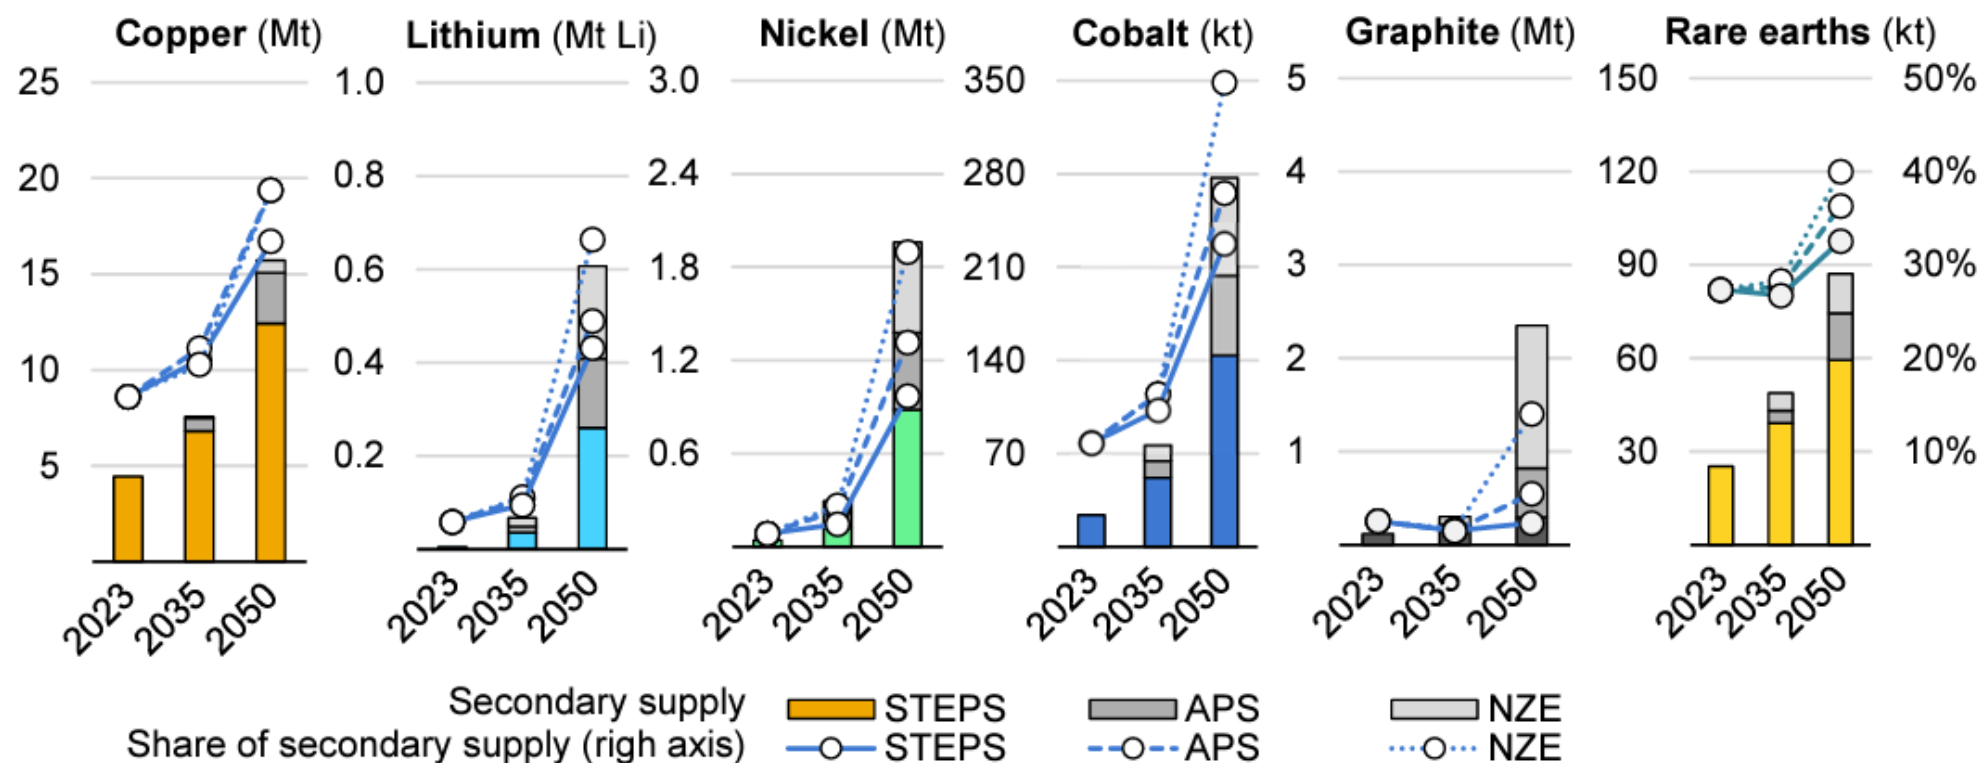 Copper (Mt) Lithium (Mt Li) Nickel (Mt) Cobalt (kt) Graphite (Mt) Rare earths (kt)
25 1.0 3.0 350 5 150 50%
20 0.8 2.4 280 4 120 40%
15 0.6 1.8 210 3 90 30%
10 0.4 1.2 140 2 60 20%
5 0.2 0.6 70 1 30 10%
2023 2035 2050 2023 2035 2050 2023 2035 2050 2023 2035 2050 2023 2035 2050 2023 2035 2050
Secondary supply STEPS APS NZE
Share of secondary supply (righ axis) STEPS APS NZE